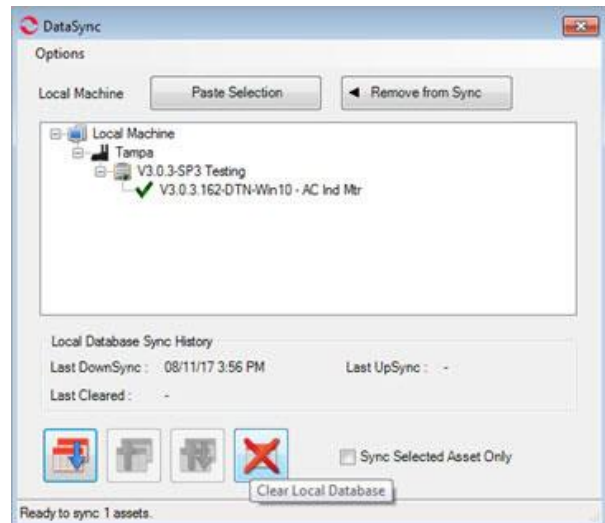 DataSync
Options
Local Machine Paste Selection Remove from Sync
Local Machine
Tampa
V3.0.3-SP3 Testing
V3.0.3.162-DTN-Win10 - AC Ind Mtr
Local Database Sync History
Last DownSync : 08/11/17 3:56 PM Last UpSync : -
Last Cleared : -
Sync Selected Asset Only
Clear Local Database
Ready to sync 1 assets.